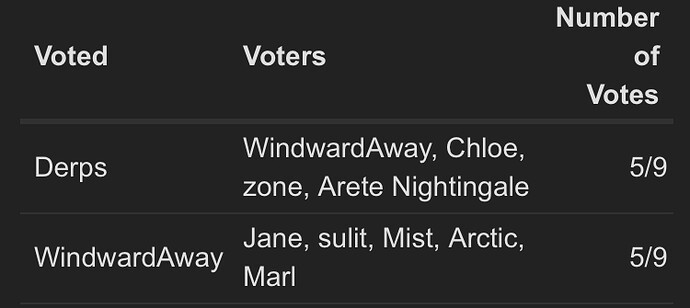 Number
of
Votes
Voted
Voters
WindwardAway, Chloe,
zone, Arete Nightingale
Derps
5/9
Jane, sulit, Mist, Arctic,
Marl
WindwardAway
5/9